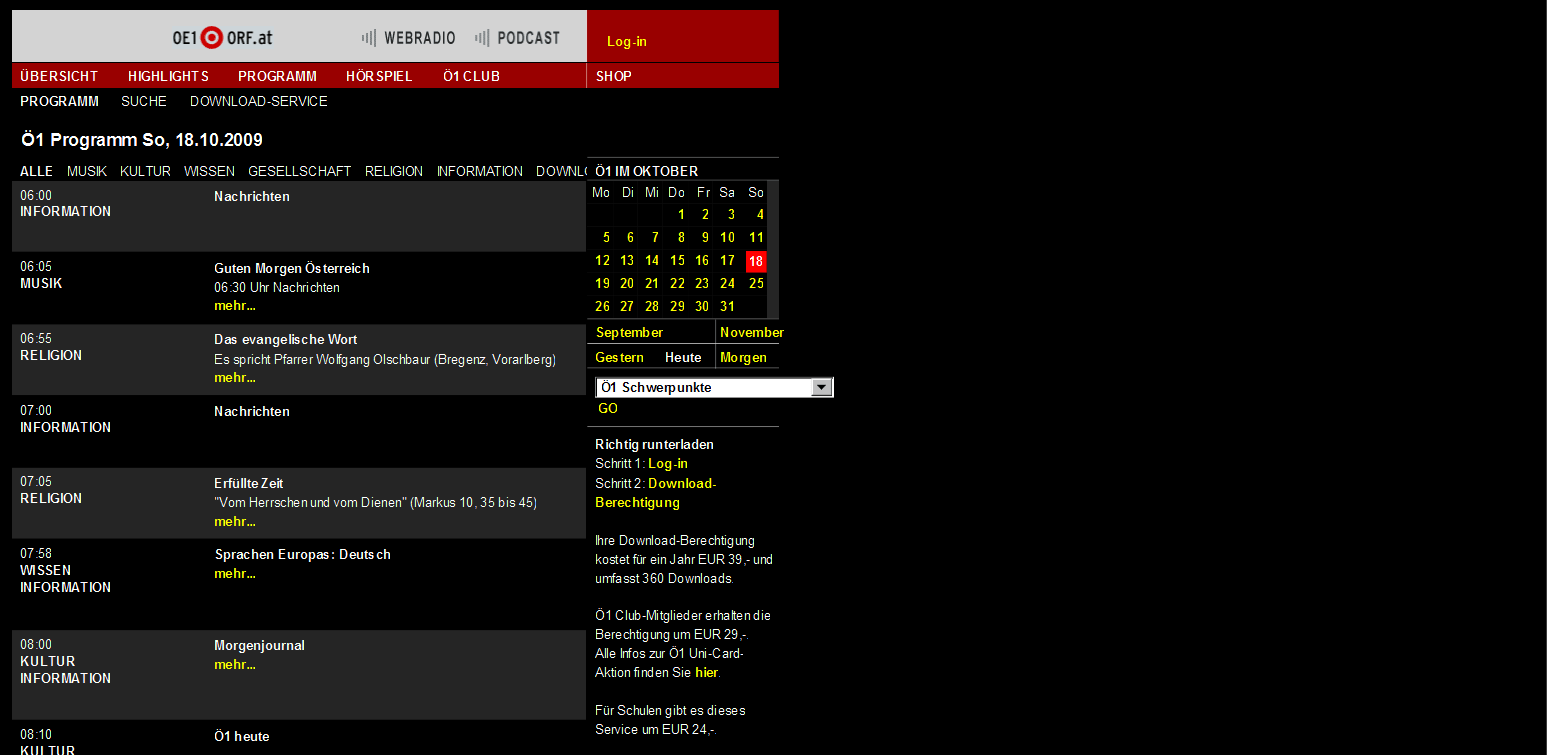 OE1 ORF.at WEBRADIO PODCAST
Log-in
ÜBERSICHT HIGHLIGHTS PROGRAMM HÖRSPIEL Ö1 CLUB SHOP
PROGRAMM SUCHE DOWNLOAD-SERVICE
Ö1 Programm So, 18.10.2009
ALLE MUSIK KULTUR WISSEN GESELLSCHAFT RELIGION INFORMATION
06:00 Nachrichten
INFORMATION
06:05 Guten Morgen Österreich
MUSIK
06:30 Uhr Nachrichten
mehr...
06:55 Das evangelische Wort
RELIGION
Es spricht Pfarrer Wolfgang Olschbaur (Bregenz, Vorarlberg)
mehr...
07:00 Nachrichten
INFORMATION
07:05 Erfüllte Zeit
RELIGION
"Vom Herrschen und vom Dienen" (Markus 10, 35 bis 45)
mehr...
07:58 Sprachen Europas: Deutsch
WISSEN
mehr...
INFORMATION
08:00 Morgenjournal
KULTUR
mehr...
INFORMATION
08:10 Ö1 heute
KULTUR
Ö1 IM OKTOBER
Mo Di Mi Do Fr Sa So
1 2 3 4
5 6 7 8 9 10 11
12 13 14 15 16 17 18
19 20 21 22 23 24 25
26 27 28 29 30 31
September November
Gestern Heute Morgen
Ö1 Schwerpunkte
GO
Richtig runterladen
Schritt 1: Log-in
Schritt 2: Download-
Berechtigung
Ihre Download-Berechtigung
kostet für ein Jahr EUR 39,- und
umfasst 360 Downloads.
Ö1 Club-Mitglieder erhalten die
Berechtigung um EUR 29,-.
Alle Infos zur Ö1 Uni-Card-
Aktion finden Sie hier.
Für Schulen gibt es dieses
Service um EUR 24,-.